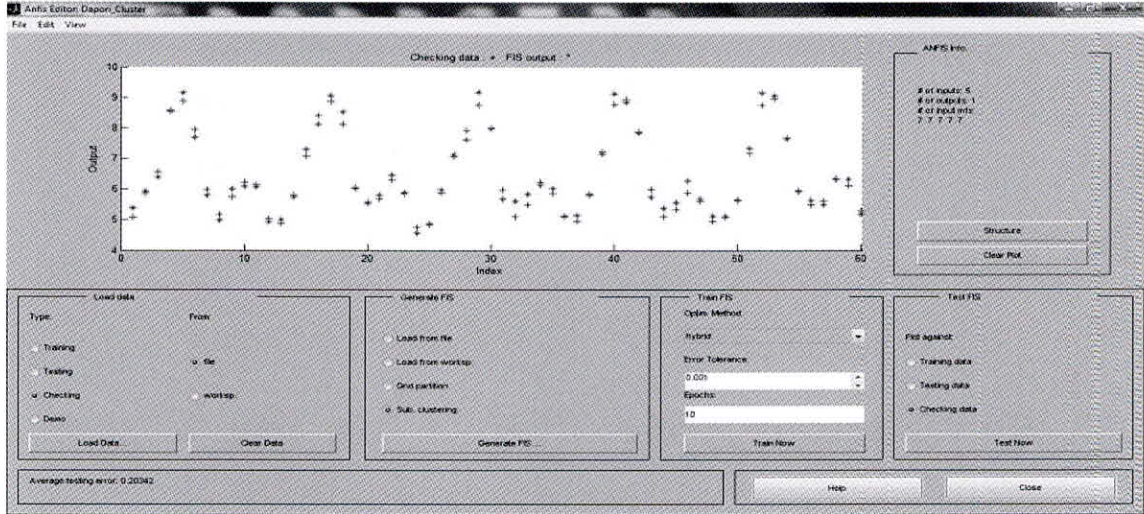 Anfis Editor: Dapori_Cluster
File Edit View
Checking data : + FIS output : *
10
9
8
7
6
5
4
Output
0 10 20 30 40 50 60
Index
ANFIS Info.
# of inputs: 5
# of outputs: 1
# of input mfs:
7 7 7 7 7
Structure
Clear Plot
Load data
Type:
From:
Training
Testing
Checking
Demo
file
worksp.
Load Data...
Clear Data
Generate FIS
Load from file
Load from worksp.
Grid partition
Sub. clustering
Generate FIS ...
Train FIS
Optim. Method:
hybrid
Error Tolerance:
0.001
Epochs:
10
Train Now
Test FIS
Plot against:
Training data
Testing data
Checking data
Test Now
Average testing error: 0.20342
Help
Close